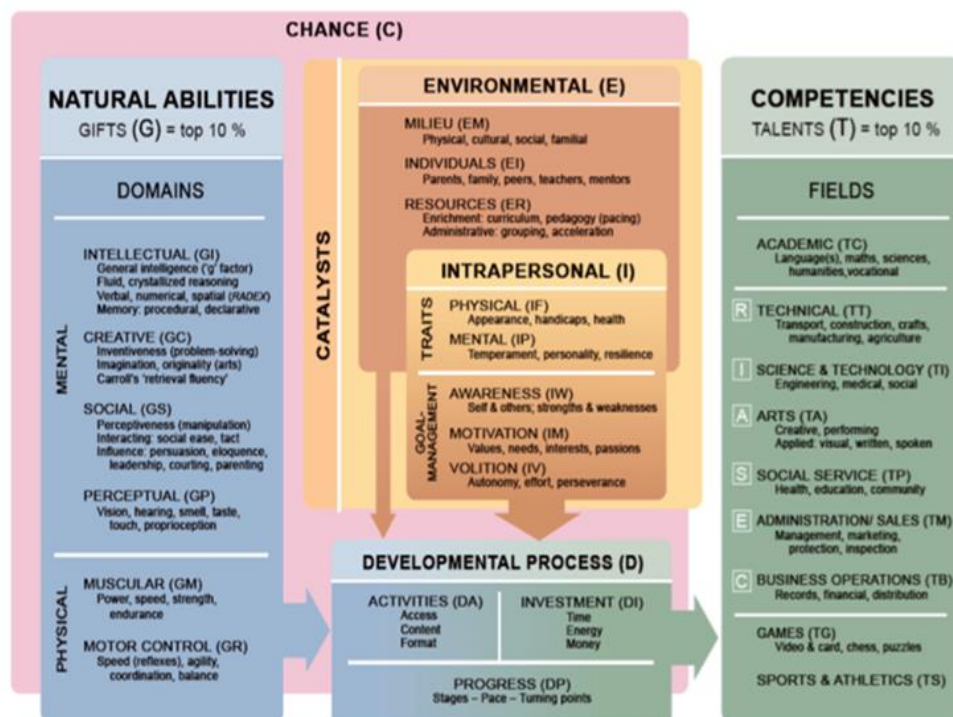 CHANCE (C)
NATURAL ABILITIES
GIFTS (G) = top 10 %
DOMAINS
MENTAL
INTELLECTUAL (GI)
General intelligence ('g' factor)
Fluid, crystallized reasoning
Verbal, numerical, spatial (RADEX)
Memory: procedural, declarative
CREATIVE (GC)
Inventiveness (problem-solving)
Imagination, originality (arts)
Carroll's 'retrieval fluency'
SOCIAL (GS)
Perceptiveness (manipulation)
Interacting: social ease, tact
Influence: persuasion, eloquence,
leadership, courting, parenting
PERCEPTUAL (GP)
Vision, hearing, smell, taste,
touch, proprioception
PHYSICAL
MUSCULAR (GM)
Power, speed, strength,
endurance
MOTOR CONTROL (GR)
Speed (reflexes), agility,
coordination, balance
CATALYSTS
ENVIRONMENTAL (E)
MILIEU (EM)
Physical, cultural, social, familial
INDIVIDUALS (EI)
Parents, family, peers, teachers, mentors
RESOURCES (ER)
Enrichment: curriculum, pedagogy (pacing)
Administrative: grouping, acceleration
INTRAPERSONAL (I)
TRAITS
PHYSICAL (IF)
Appearance, handicaps, health
MENTAL (IP)
Temperament, personality, resilience
GOAL-
MANAGEMENT
AWARENESS (IW)
Self & others; strengths & weaknesses
MOTIVATION (IM)
Values, needs, interests, passions
VOLITION (IV)
Autonomy, effort, perseverance
DEVELOPMENTAL PROCESS (D)
ACTIVITIES (DA)
Access
Content
Format
INVESTMENT (DI)
Time
Energy
Money
PROGRESS (DP)
Stages – Pace – Turning points
COMPETENCIES
TALENTS (T) = top 10 %
FIELDS
ACADEMIC (TC)
Language(s), maths, sciences,
humanities,vocational
R TECHNICAL (TT)
Transport, construction, crafts,
manufacturing, agriculture
I SCIENCE & TECHNOLOGY (TI)
Engineering, medical, social
A ARTS (TA)
Creative, performing
Applied: visual, written, spoken
S SOCIAL SERVICE (TP)
Health, education, community
E ADMINISTRATION/ SALES (TM)
Management, marketing,
protection, inspection
C BUSINESS OPERATIONS (TB)
Records, financial, distribution
GAMES (TG)
Video & card, chess, puzzles
SPORTS & ATHLETICS (TS)